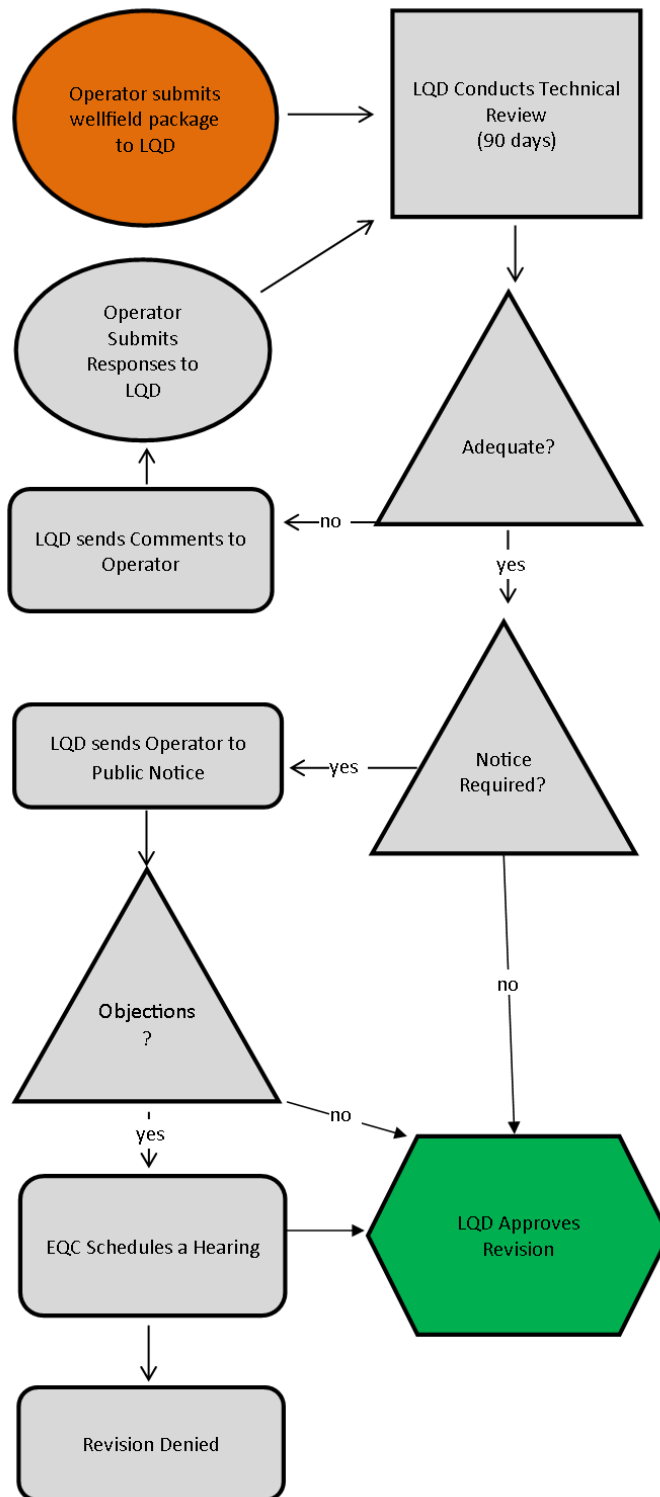 Operator submits
wellfield package
to LQD
LQD Conducts Technical
Review
(90 days)
Operator
Submits
Responses to
LQD
Adequate?
no
LQD sends Comments to
Operator
yes
LQD sends Operator to
Public Notice
yes
Notice
Required?
no
Objections
?
no
yes
EQC Schedules a Hearing
LQD Approves
Revision
Revision Denied